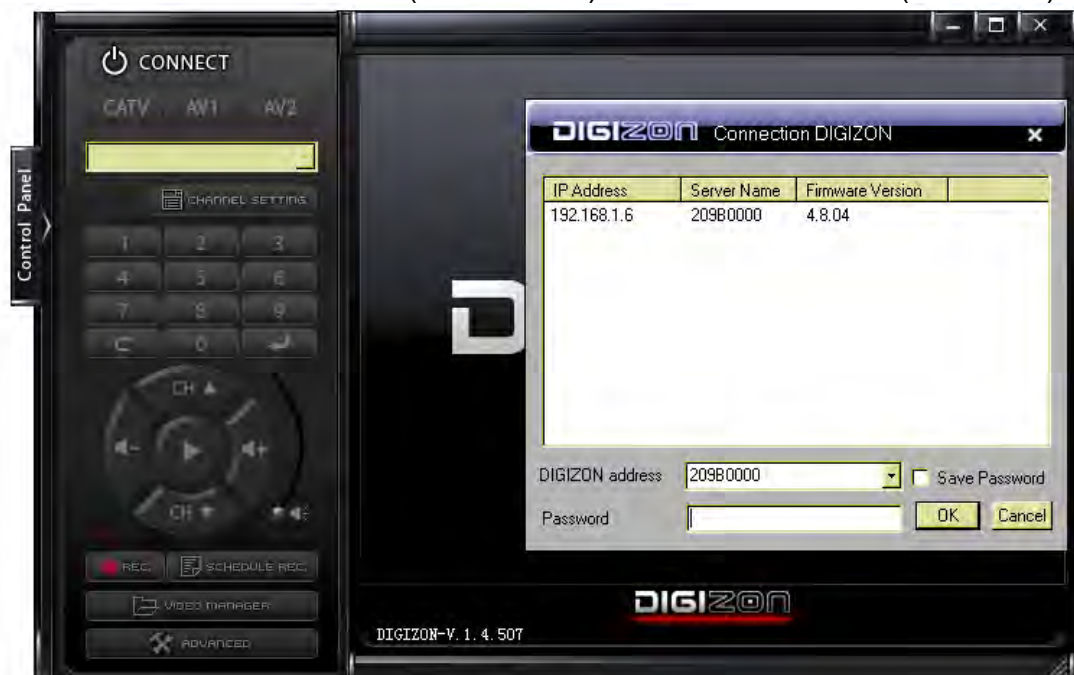 CONNECT
CATV AV1 AV2
Control Panel
CHANNEL SETTING
1 2 3
4 5 6
7 8 9
C 0
CH
CH
REC. SCHEDULE REC.
VIDEO MANAGER
ADVANCED
DIGIZON Connection DIGIZON
IP Address Server Name Firmware Version
192.168.1.6 209B0000 4.8.04
DIGIZON address 209B0000 Save Password
Password OK Cancel
D
DIGIZON
DIGIZON-V.1.4.507